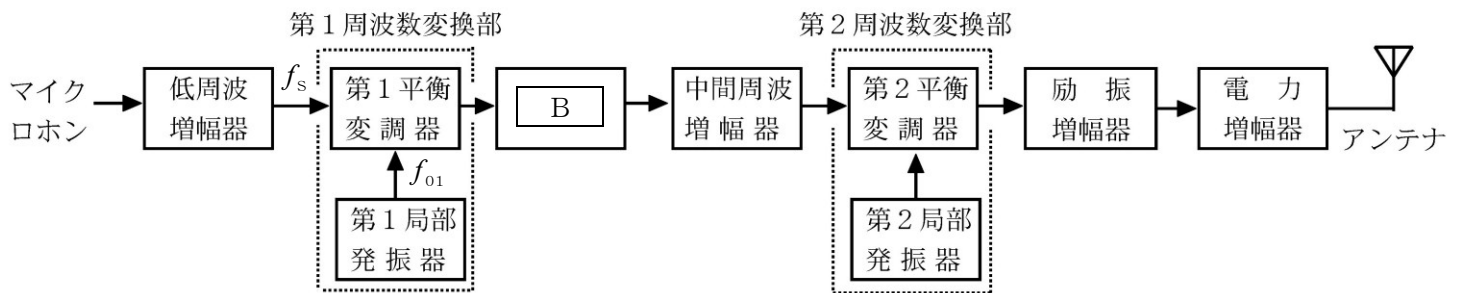 第1周波数変換部
第2周波数変換部
マイク
ロホン
低周波
増幅器
fS
第1平衡
変調器
f01
第1局部
発振器
B
中間周波
増幅器
第2平衡
変調器
第2局部
発振器
励振
増幅器
電力
増幅器
アンテナ